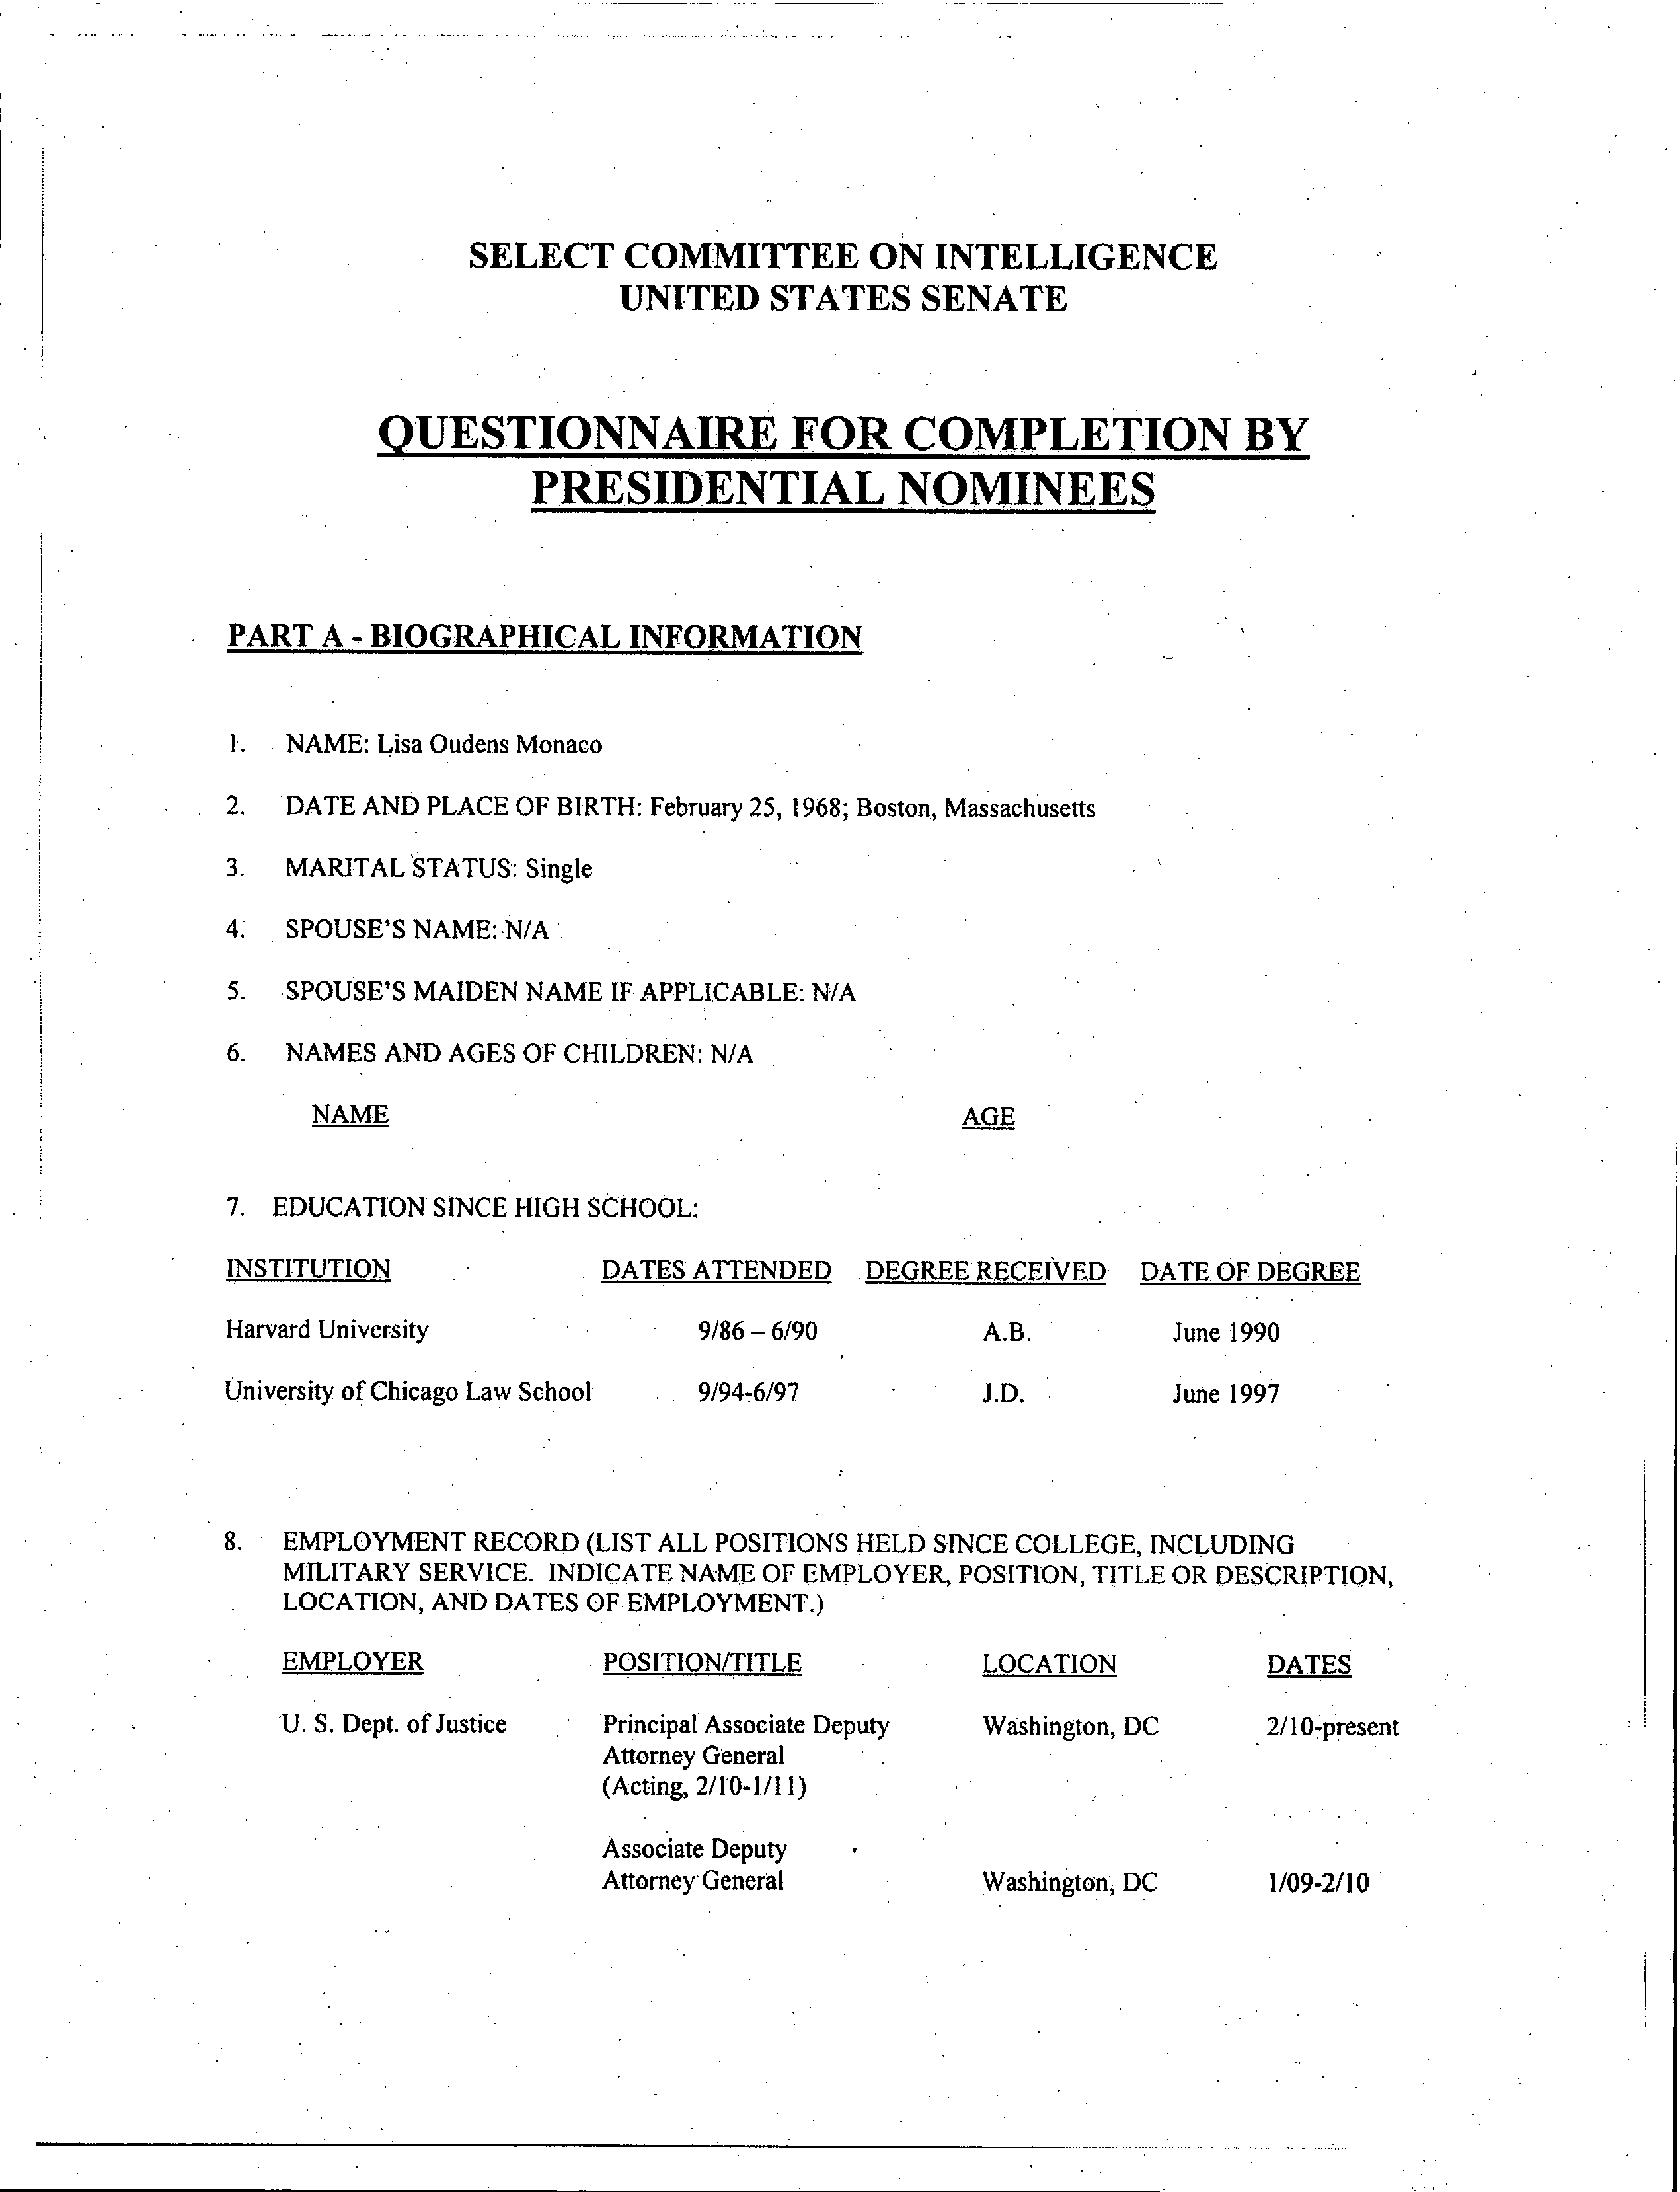 SELECT COMMITTEE ON INTELLIGENCE
UNITED STATES SENATE
QUESTIONNAIRE FOR COMPLETION BY
PRESIDENTIAL NOMINEES
PART A - BIOGRAPHICAL INFORMATION
1. NAME: Lisa Oudens Monaco
2. DATE AND PLACE OF BIRTH: February 25, 1968; Boston, Massachusetts
3. MARITAL STATUS: Single
4. SPOUSE'S NAME: N/A
5. SPOUSE'S MAIDEN NAME IF APPLICABLE: N/A
6. NAMES AND AGES OF CHILDREN: N/A
NAME AGE
7. EDUCATION SINCE HIGH SCHOOL:
INSTITUTION DATES ATTENDED DEGREE RECEIVED DATE OF DEGREE
Harvard University 9/86 – 6/90 A.B. June 1990
University of Chicago Law School 9/94-6/97 J.D. June 1997
8. EMPLOYMENT RECORD (LIST ALL POSITIONS HELD SINCE COLLEGE, INCLUDING
MILITARY SERVICE. INDICATE NAME OF EMPLOYER, POSITION, TITLE OR DESCRIPTION,
LOCATION, AND DATES OF EMPLOYMENT.)
EMPLOYER POSITION/TITLE LOCATION DATES
U. S. Dept. of Justice Principal Associate Deputy Washington, DC 2/10-present
Attorney General
(Acting, 2/10-1/11)
Associate Deputy
Attorney General Washington, DC 1/09-2/10